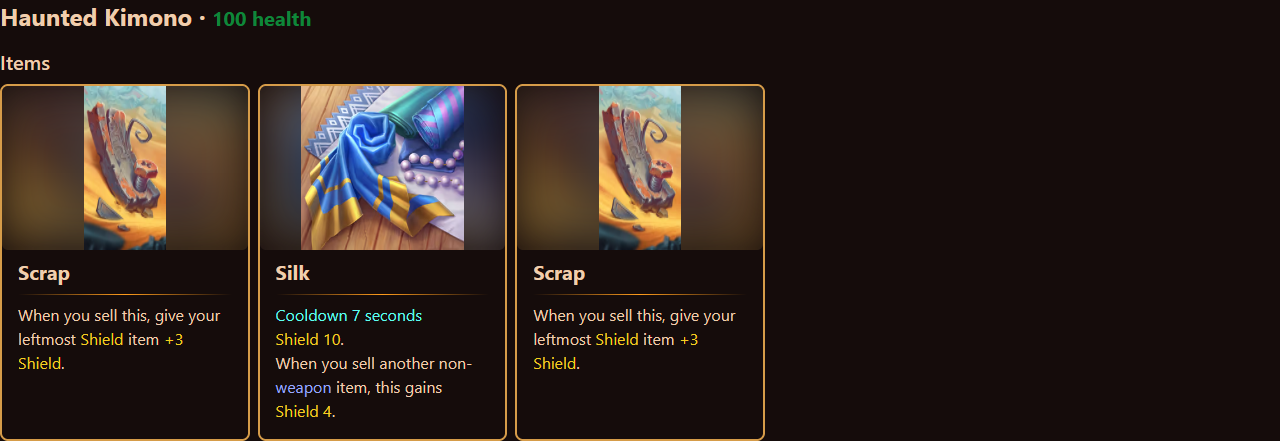 Haunted Kimono · 100 health
Items
Scrap
When you sell this, give your
leftmost Shield item +3
Shield.
Silk
Cooldown 7 seconds
Shield 10.
When you sell another non-
weapon item, this gains
Shield 4.
Scrap
When you sell this, give your
leftmost Shield item +3
Shield.